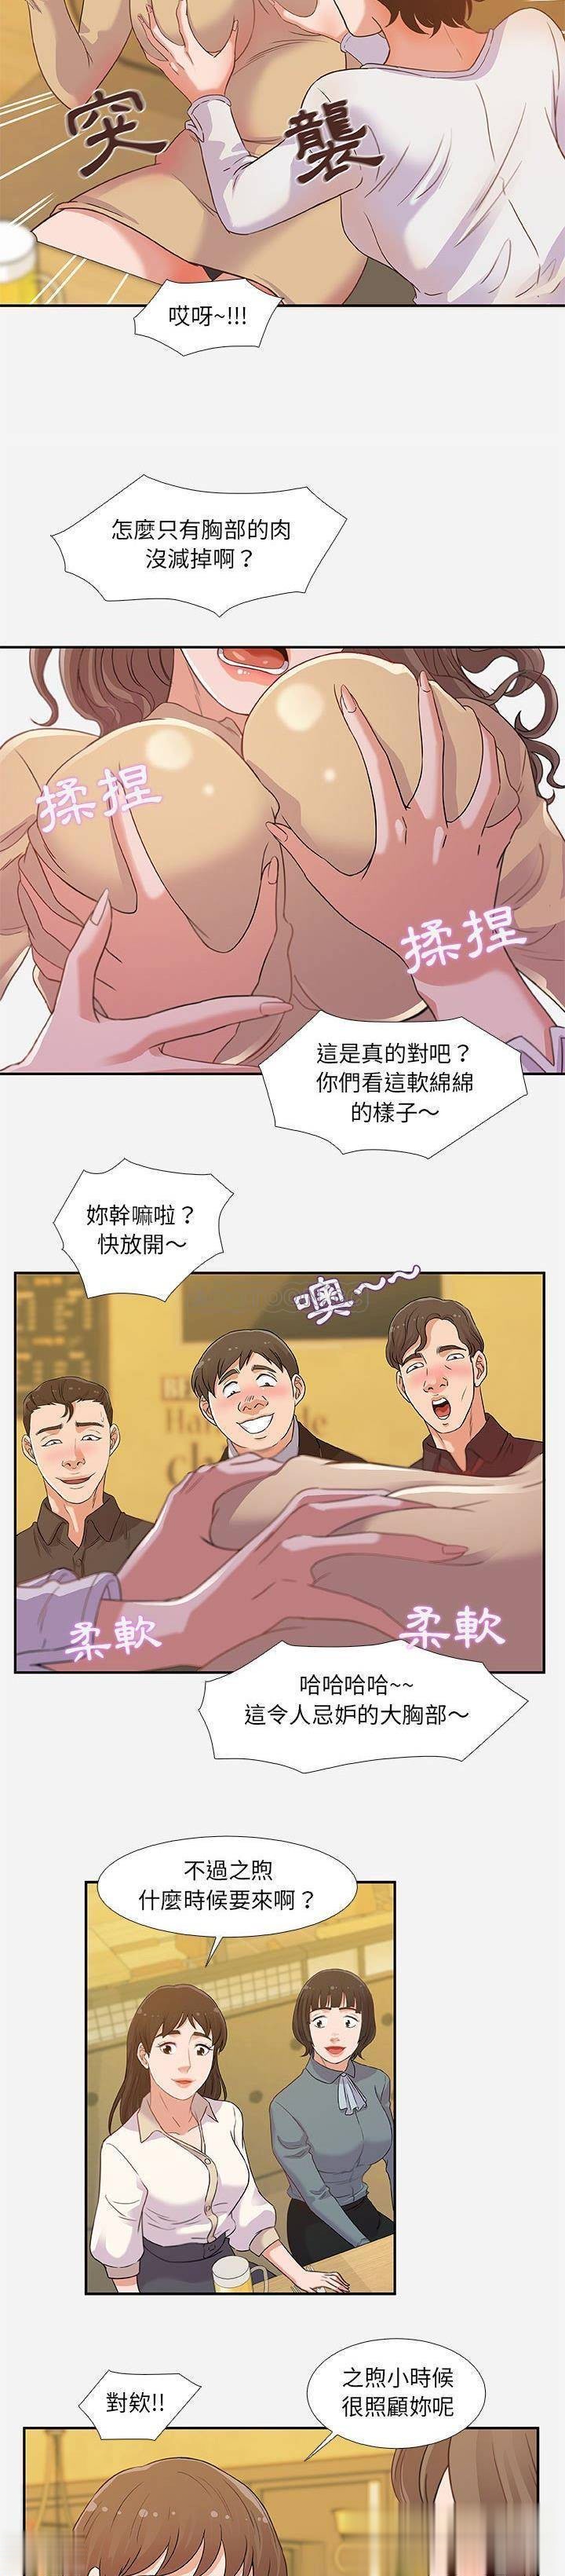 突
襲
哎呀~!!!
怎麼只有胸部的肉
沒減掉啊？
揉捏
揉捏
這是真的對吧？
你們看這軟綿綿
的樣子～
妳幹嘛啦？
快放開～
噢～~
柔軟
柔軟
哈哈哈哈~~
這令人忌妒的大胸部～
不過之煦
什麼時候要來啊？
對欸!!
之煦小時候
很照顧妳呢